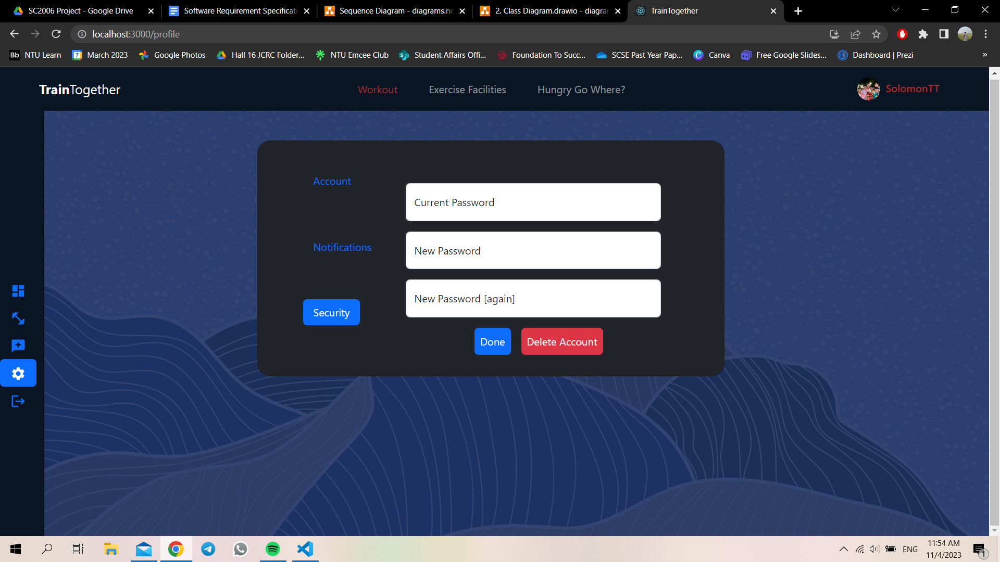 SC2006 Project - Google Drive
Software Requirement Specificati
Sequence Diagram - diagrams.ne
2. Class Diagram.drawio - diagra
TrainTogether
localhost:3000/profile
Bb NTU Learn
7 March 2023
Google Photos
Hall 16 JCRC Folder...
NTU Emcee Club
Student Affairs Offi...
Foundation To Succ...
SCSE Past Year Pap...
Canva
Free Google Slides...
Dashboard | Prezi
»
TrainTogether
Workout
Exercise Facilities
Hungry Go Where?
SolomonTT
Account
Current Password
Notifications
New Password
New Password [again]
Security
Done
Delete Account
ENG
11:54 AM
11/4/2023
1